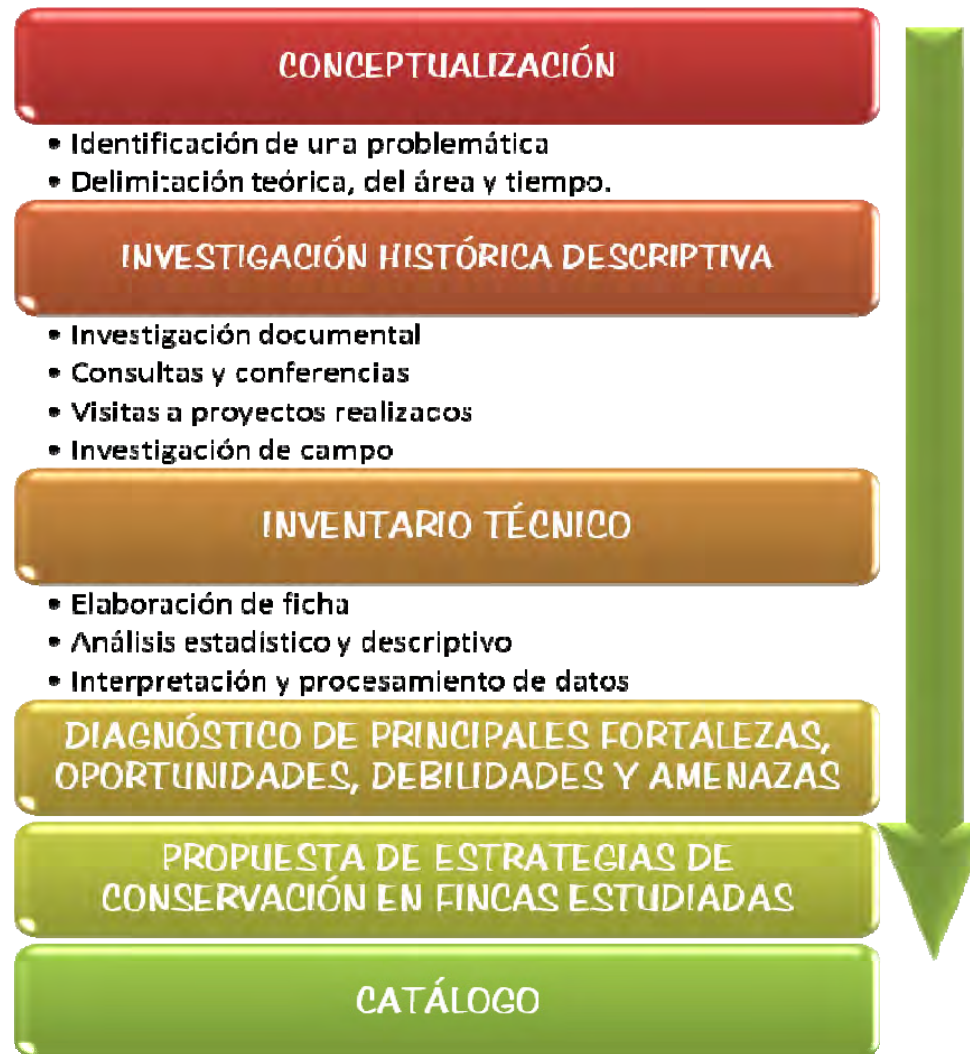 CONCEPTUALIZACIÓN
• Identificación de una problemática
• Delimitación teórica, del área y tiempo.
INVESTIGACIÓN HISTÓRICA DESCRIPTIVA
• Investigación documental
• Consultas y conferencias
• Visitas a proyectos realizados
• Investigación de campo
INVENTARIO TÉCNICO
• Elaboración de ficha
• Análisis estadístico y descriptivo
• Interpretación y procesamiento de datos
DIAGNÓSTICO DE PRINCIPALES FORTALEZAS,
OPORTUNIDADES, DEBILIDADES Y AMENAZAS
PROPUESTA DE ESTRATEGIAS DE
CONSERVACIÓN EN FINCAS ESTUDIADAS
CATÁLOGO